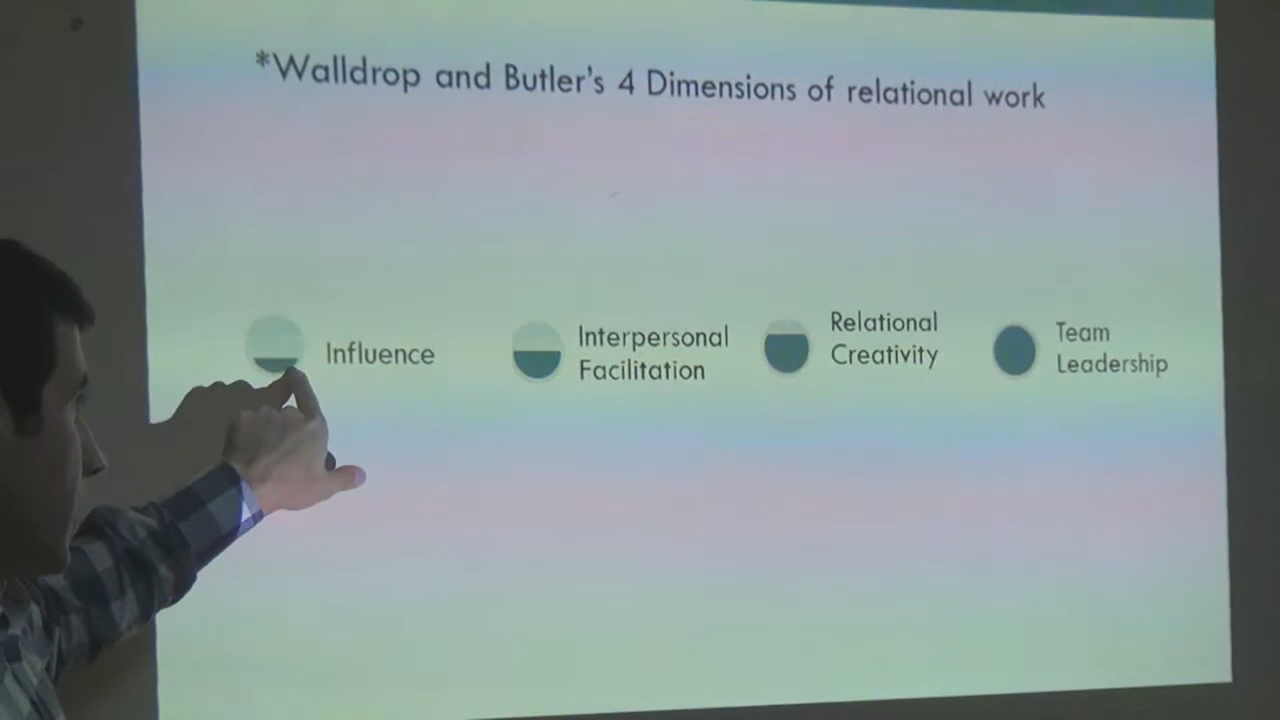 *Walldrop and Butler's 4 Dimensions of relational work
Influence
Interpersonal
Facilitation
Relational
Creativity
Team
Leadership